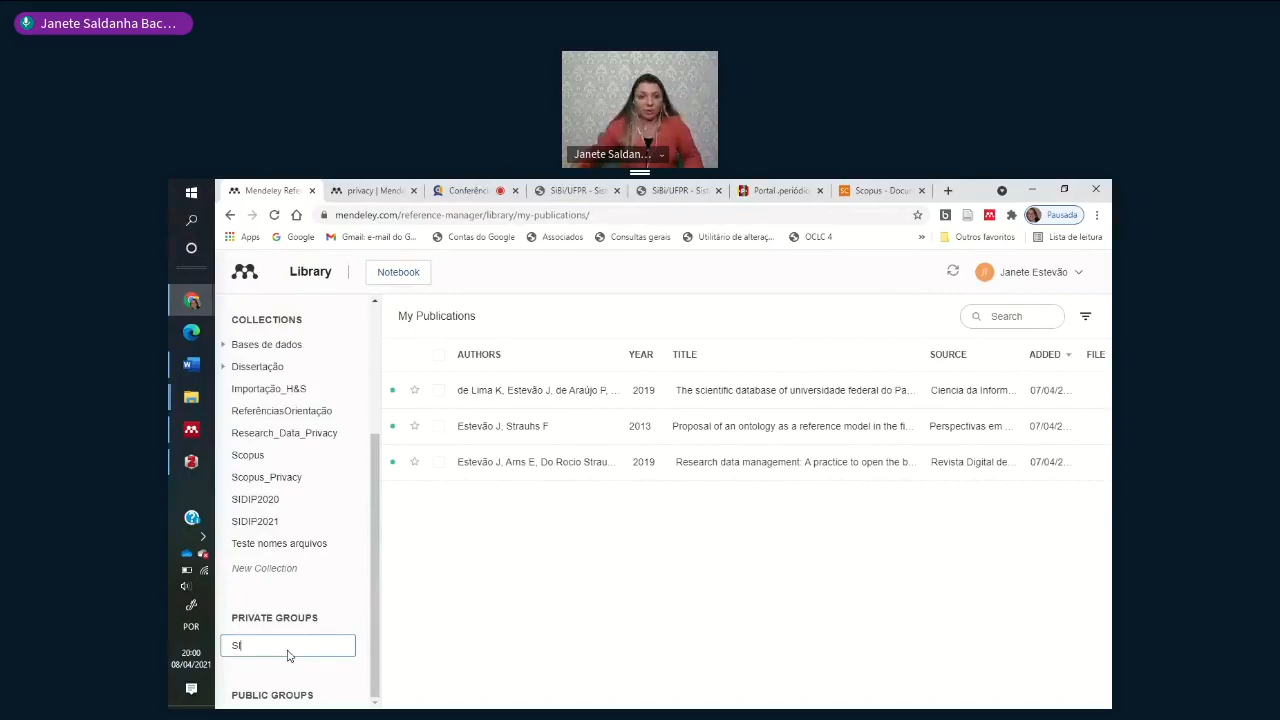 Janete Saldanha Bac...
Janete Saldan...
Mendeley Refe
privacy | Mende
Conferênci
SiBi/UFPR - Sist
SiBi/UFPR - Sist
Portal .periódic
Scopus - Docu
mendeley.com/reference-manager/library/my-publications/
Pausada
Apps
Google
Gmail: e-mail do G...
Contas do Google
Associados
Consultas gerais
Utilitário de alteraç...
OCLC 4
»
Outros favoritos
Lista de leitura
Library
Notebook
JE
Janete Estevão
COLLECTIONS
Bases de dados
Dissertação
Importação_H&S
ReferênciasOrientação
Research_Data_Privacy
Scopus
Scopus_Privacy
SIDIP2020
SIDIP2021
Teste nomes arquivos
New Collection
PRIVATE GROUPS
SI
PUBLIC GROUPS
My Publications
Search
AUTHORS YEAR TITLE SOURCE ADDED FILE
de Lima K, Estevão J, de Araújo P, ... 2019 The scientific database of universidade federal do Pa... Ciencia da Inform... 07/04/2...
Estevão J, Strauhs F 2013 Proposal of an ontology as a reference model in the fi... Perspectivas em ... 07/04/2...
Estevão J, Arns E, Do Rocio Strau... 2019 Research data management: A practice to open the b... Revista Digital de... 07/04/2...
POR
20:00
08/04/2021